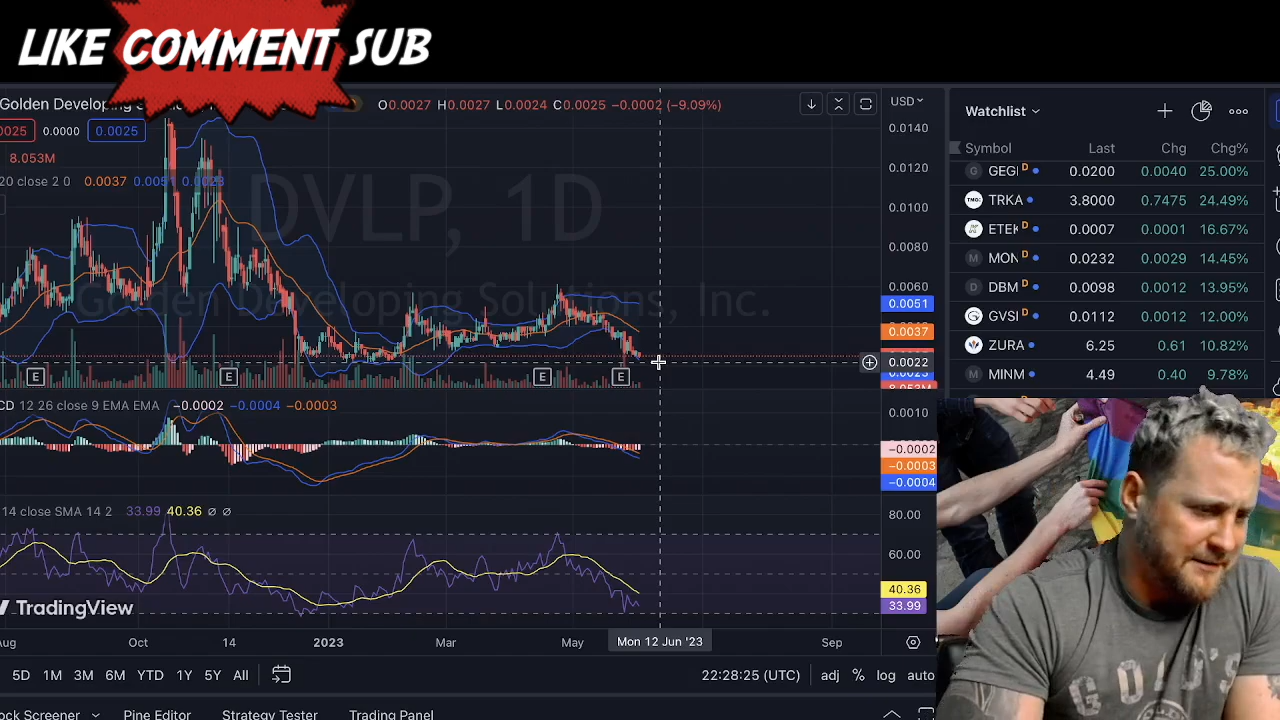 LIKE COMMENT SUB
Golden Developing
O0.0027 H0.0027 L0.0024 C0.0025 −0.0002 (−9.09%)
USD
0025 0.0000 0.0025
8.053M
20 close 2 0 0.0037 0.0051 0.0023
DVLP, 1D
Golden Developing Solutions, Inc.
0.0140
0.0120
0.0100
0.0080
0.0060
0.0051
0.0037
0.0022
8.053M
E E E E
CD 12 26 close 9 EMA EMA −0.0002 −0.0004 −0.0003
0.0010
−0.0002
−0.0003
−0.0004
14 close SMA 14 2 33.99 40.36 ∅ ∅
80.00
60.00
40.36
33.99
TradingView
Aug Oct 14 2023 Mar May Mon 12 Jun '23 Sep
5D 1M 3M 6M YTD 1Y 5Y All
22:28:25 (UTC) adj % log auto
ock Screener Pine Editor Strategy Tester Trading Panel
Watchlist
Symbol Last Chg Chg%
G GEGI D 0.0200 0.0040 25.00%
TRKA 3.8000 0.7475 24.49%
ETEK D 0.0007 0.0001 16.67%
M MON D 0.0232 0.0029 14.45%
M DBM D 0.0098 0.0012 13.95%
GVSI D 0.0112 0.0012 12.00%
ZURA 6.25 0.61 10.82%
M MINM 4.49 0.40 9.78%
GOLD'S